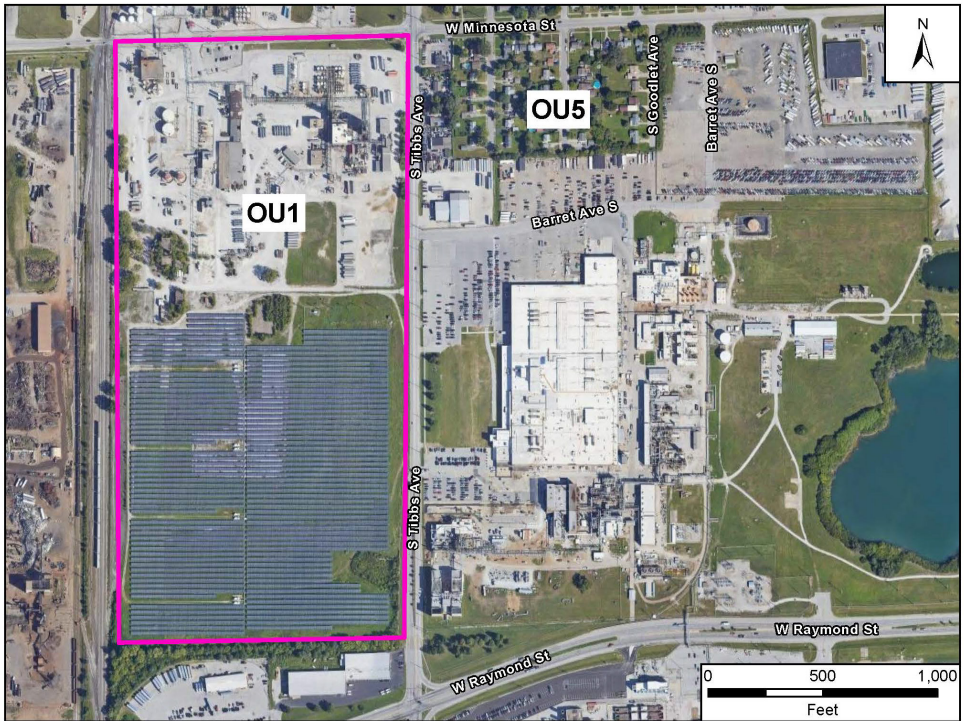 W Minnesota St
N
OU5
S Goodlet Ave
Barret Ave S
S Tibbs Ave
OU1
Barret Ave S
S Tibbs Ave
W Raymond St
W Raymond St
0 500 1,000
Feet